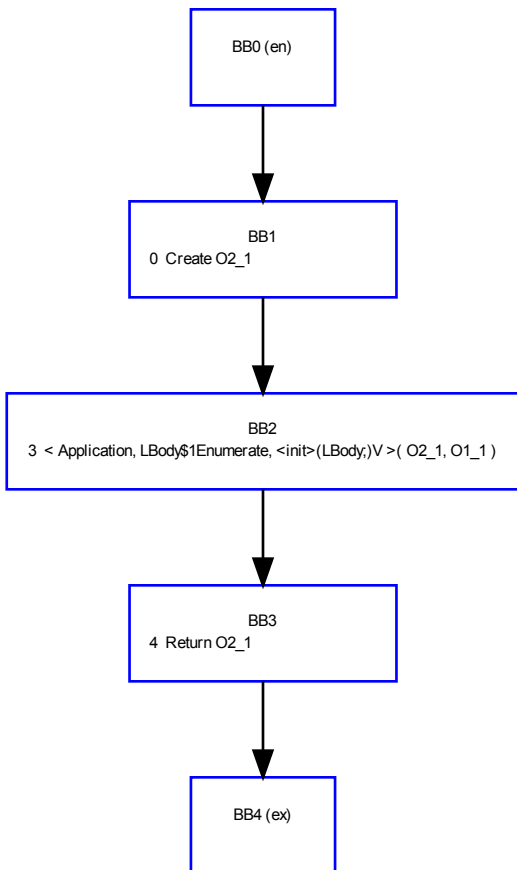 BB0 (en)
BB1
0 Create O2_1
BB2
3 < Application, LBody$1Enumerate, <init>(LBody;)V >( O2_1, O1_1 )
BB3
4 Return O2_1
BB4 (ex)